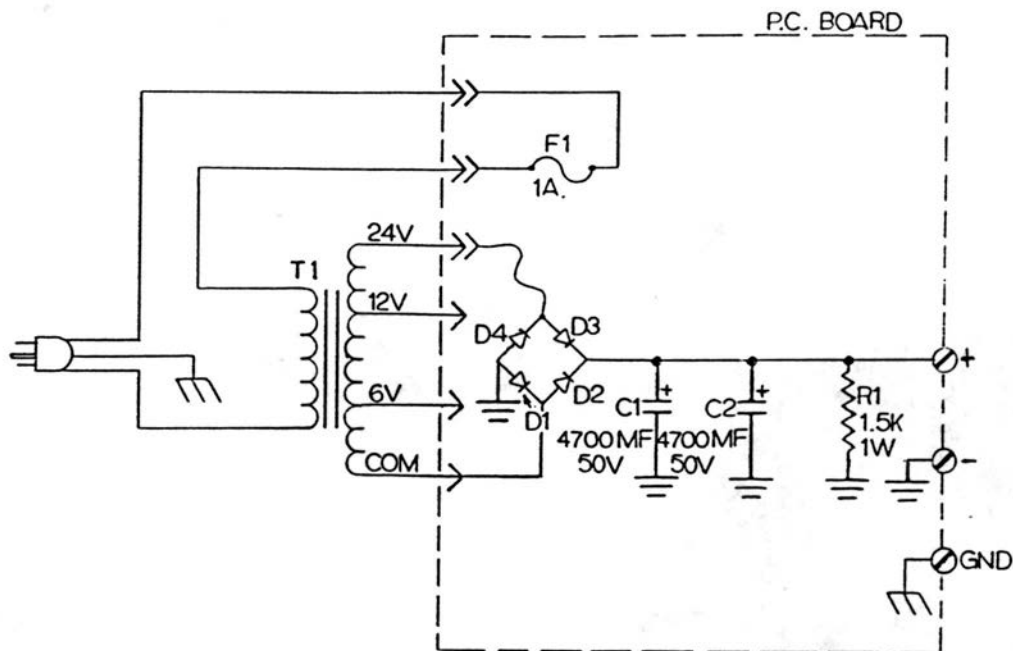 P.C. BOARD
F1
1A.
24V
T1
12V
D4
D3
+
6V
D1
D2
C1
+
4700MF
50V
C2
+
4700MF
50V
R1
1.5K
1W
-
COM
GND